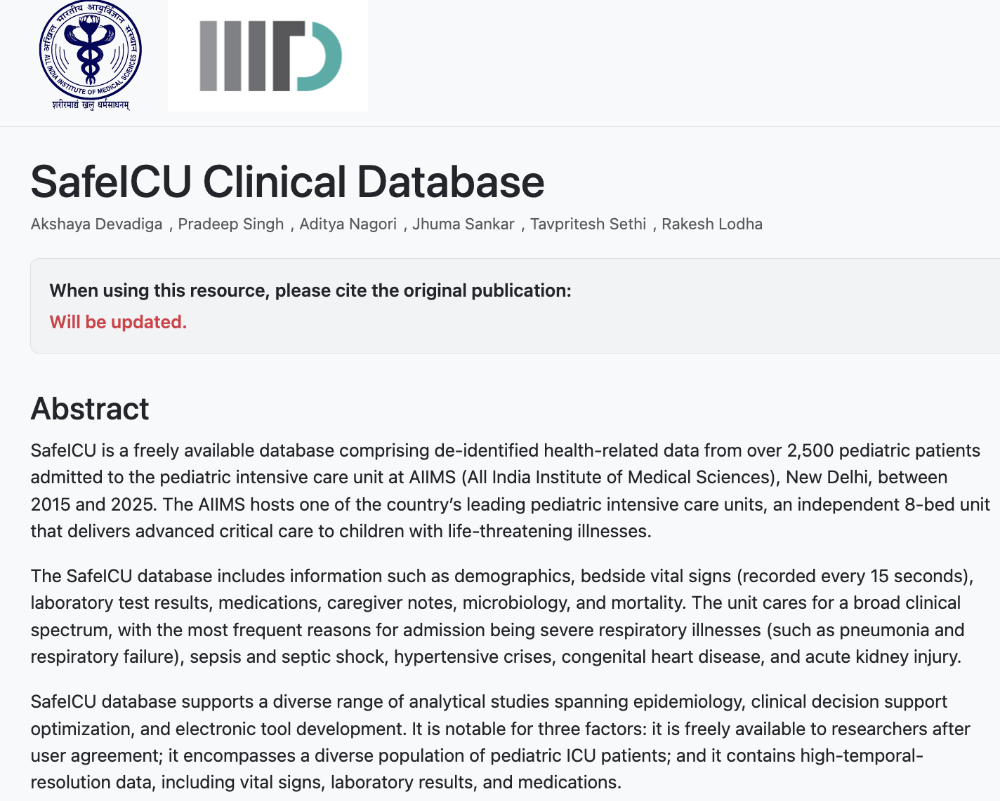 अखिल भारतीय आयुर्विज्ञान संस्थान
ALL INDIA INSTITUTE OF MEDICAL SCIENCES
शरीरमाद्यं खलु धर्मसाधनम्
IIITD
SafeICU Clinical Database
Akshaya Devadiga , Pradeep Singh , Aditya Nagori , Jhuma Sankar , Tavpritesh Sethi , Rakesh Lodha
When using this resource, please cite the original publication:
Will be updated.
Abstract
SafeICU is a freely available database comprising de-identified health-related data from over 2,500 pediatric patients
admitted to the pediatric intensive care unit at AIIMS (All India Institute of Medical Sciences), New Delhi, between
2015 and 2025. The AIIMS hosts one of the country’s leading pediatric intensive care units, an independent 8-bed unit
that delivers advanced critical care to children with life-threatening illnesses.
The SafeICU database includes information such as demographics, bedside vital signs (recorded every 15 seconds),
laboratory test results, medications, caregiver notes, microbiology, and mortality. The unit cares for a broad clinical
spectrum, with the most frequent reasons for admission being severe respiratory illnesses (such as pneumonia and
respiratory failure), sepsis and septic shock, hypertensive crises, congenital heart disease, and acute kidney injury.
SafeICU database supports a diverse range of analytical studies spanning epidemiology, clinical decision support
optimization, and electronic tool development. It is notable for three factors: it is freely available to researchers after
user agreement; it encompasses a diverse population of pediatric ICU patients; and it contains high-temporal-
resolution data, including vital signs, laboratory results, and medications.